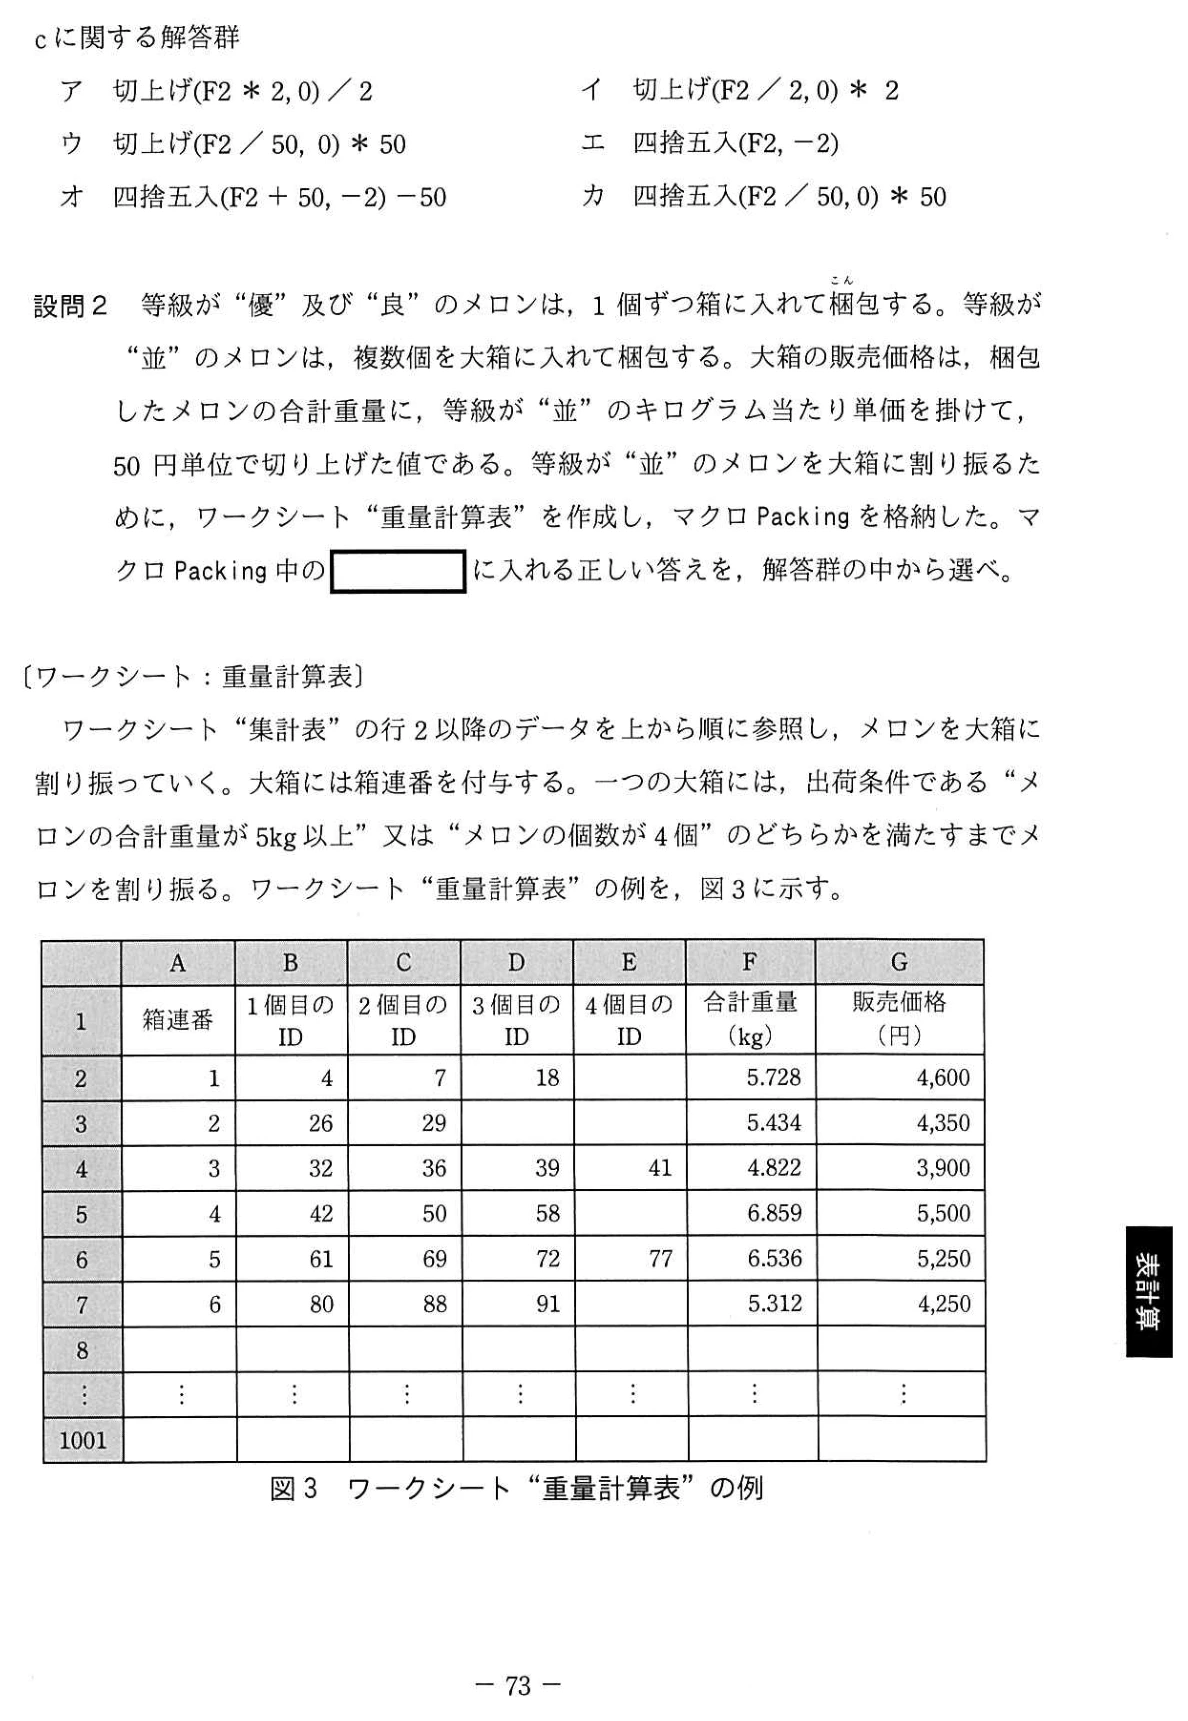 cに関する解答群
ア 切上げ(F2 * 2, 0) / 2 イ 切上げ(F2 / 2, 0) * 2
ウ 切上げ(F2 / 50, 0) * 50 エ 四捨五入(F2, -2)
オ 四捨五入(F2 + 50, -2) - 50 カ 四捨五入(F2 / 50, 0) * 50
こん
設問2 等級が“優”及び“良”のメロンは，1個ずつ箱に入れて梱包する。等級が
“並”のメロンは，複数個を大箱に入れて梱包する。大箱の販売価格は，梱包
したメロンの合計重量に，等級が“並”のキログラム当たり単価を掛けて，
50 円単位で切り上げた値である。等級が“並”のメロンを大箱に割り振るた
めに，ワークシート“重量計算表”を作成し，マクロ Packing を格納した。マ
クロ Packing 中の に入れる正しい答えを，解答群の中から選べ。
〔ワークシート：重量計算表〕
ワークシート“集計表”の行2以降のデータを上から順に参照し，メロンを大箱に
割り振っていく。大箱には箱連番を付与する。一つの大箱には，出荷条件である“メ
ロンの合計重量が5kg以上”又は“メロンの個数が4個”のどちらかを満たすまでメ
ロンを割り振る。ワークシート“重量計算表”の例を，図3に示す。
A B C D E F G
1 箱連番 1個目のID 2個目のID 3個目のID 4個目のID 合計重量(kg) 販売価格(円)
2 1 4 7 18 5.728 4,600
3 2 26 29 5.434 4,350
4 3 32 36 39 41 4.822 3,900
5 4 42 50 58 6.859 5,500
6 5 61 69 72 77 6.536 5,250
7 6 80 88 91 5.312 4,250
8
⋮ ⋮ ⋮ ⋮ ⋮ ⋮ ⋮ ⋮
1001
図3 ワークシート“重量計算表”の例
表計算
— 73 —